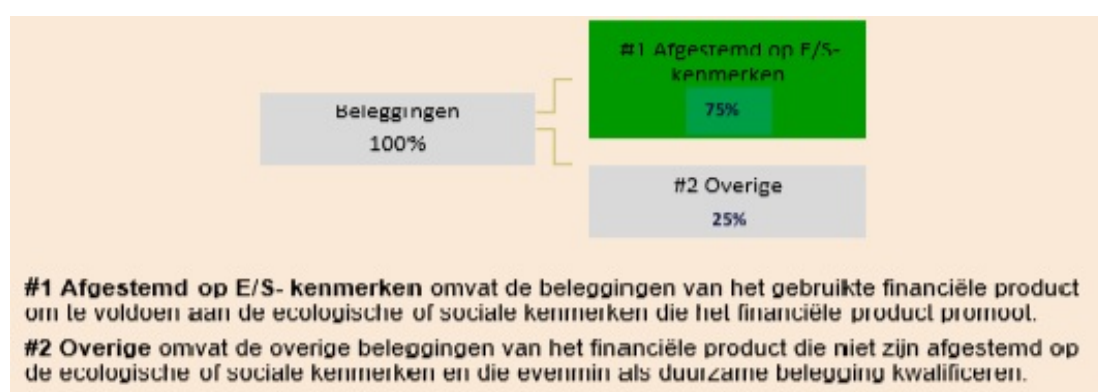 #1 Afgestemd op E/S-
kenmerken
75%
Beleggingen
100%
#2 Overige
25%
#1 Afgestemd op E/S- kenmerken omvat de beleggingen van het gebruikte financiële product
om te voldoen aan de ecologische of sociale kenmerken die het financiële product promoot.
#2 Overige omvat de overige beleggingen van het financiële product die niet zijn afgestemd op
de ecologische of sociale kenmerken en die evenmin als duurzame belegging kwalificeren.